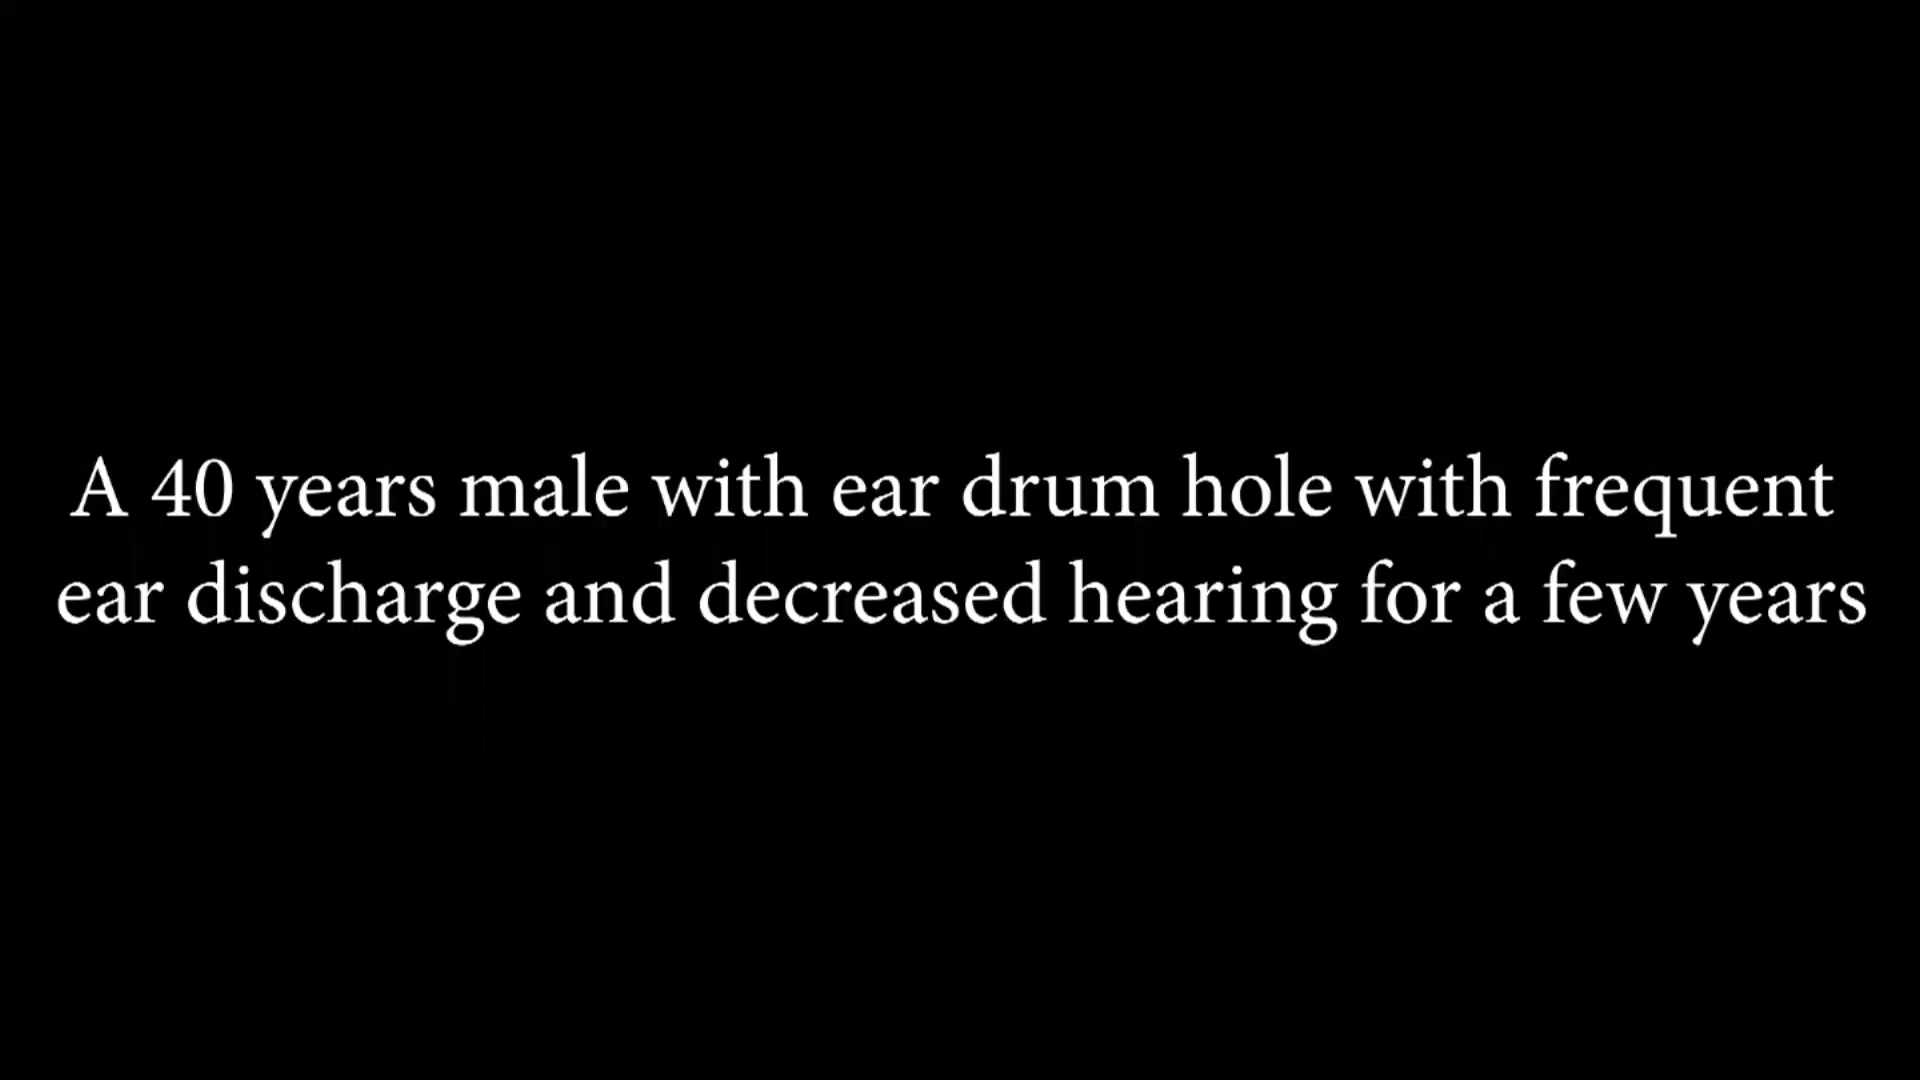 A 40 years male with ear drum hole with frequent
ear discharge and decreased hearing for a few years